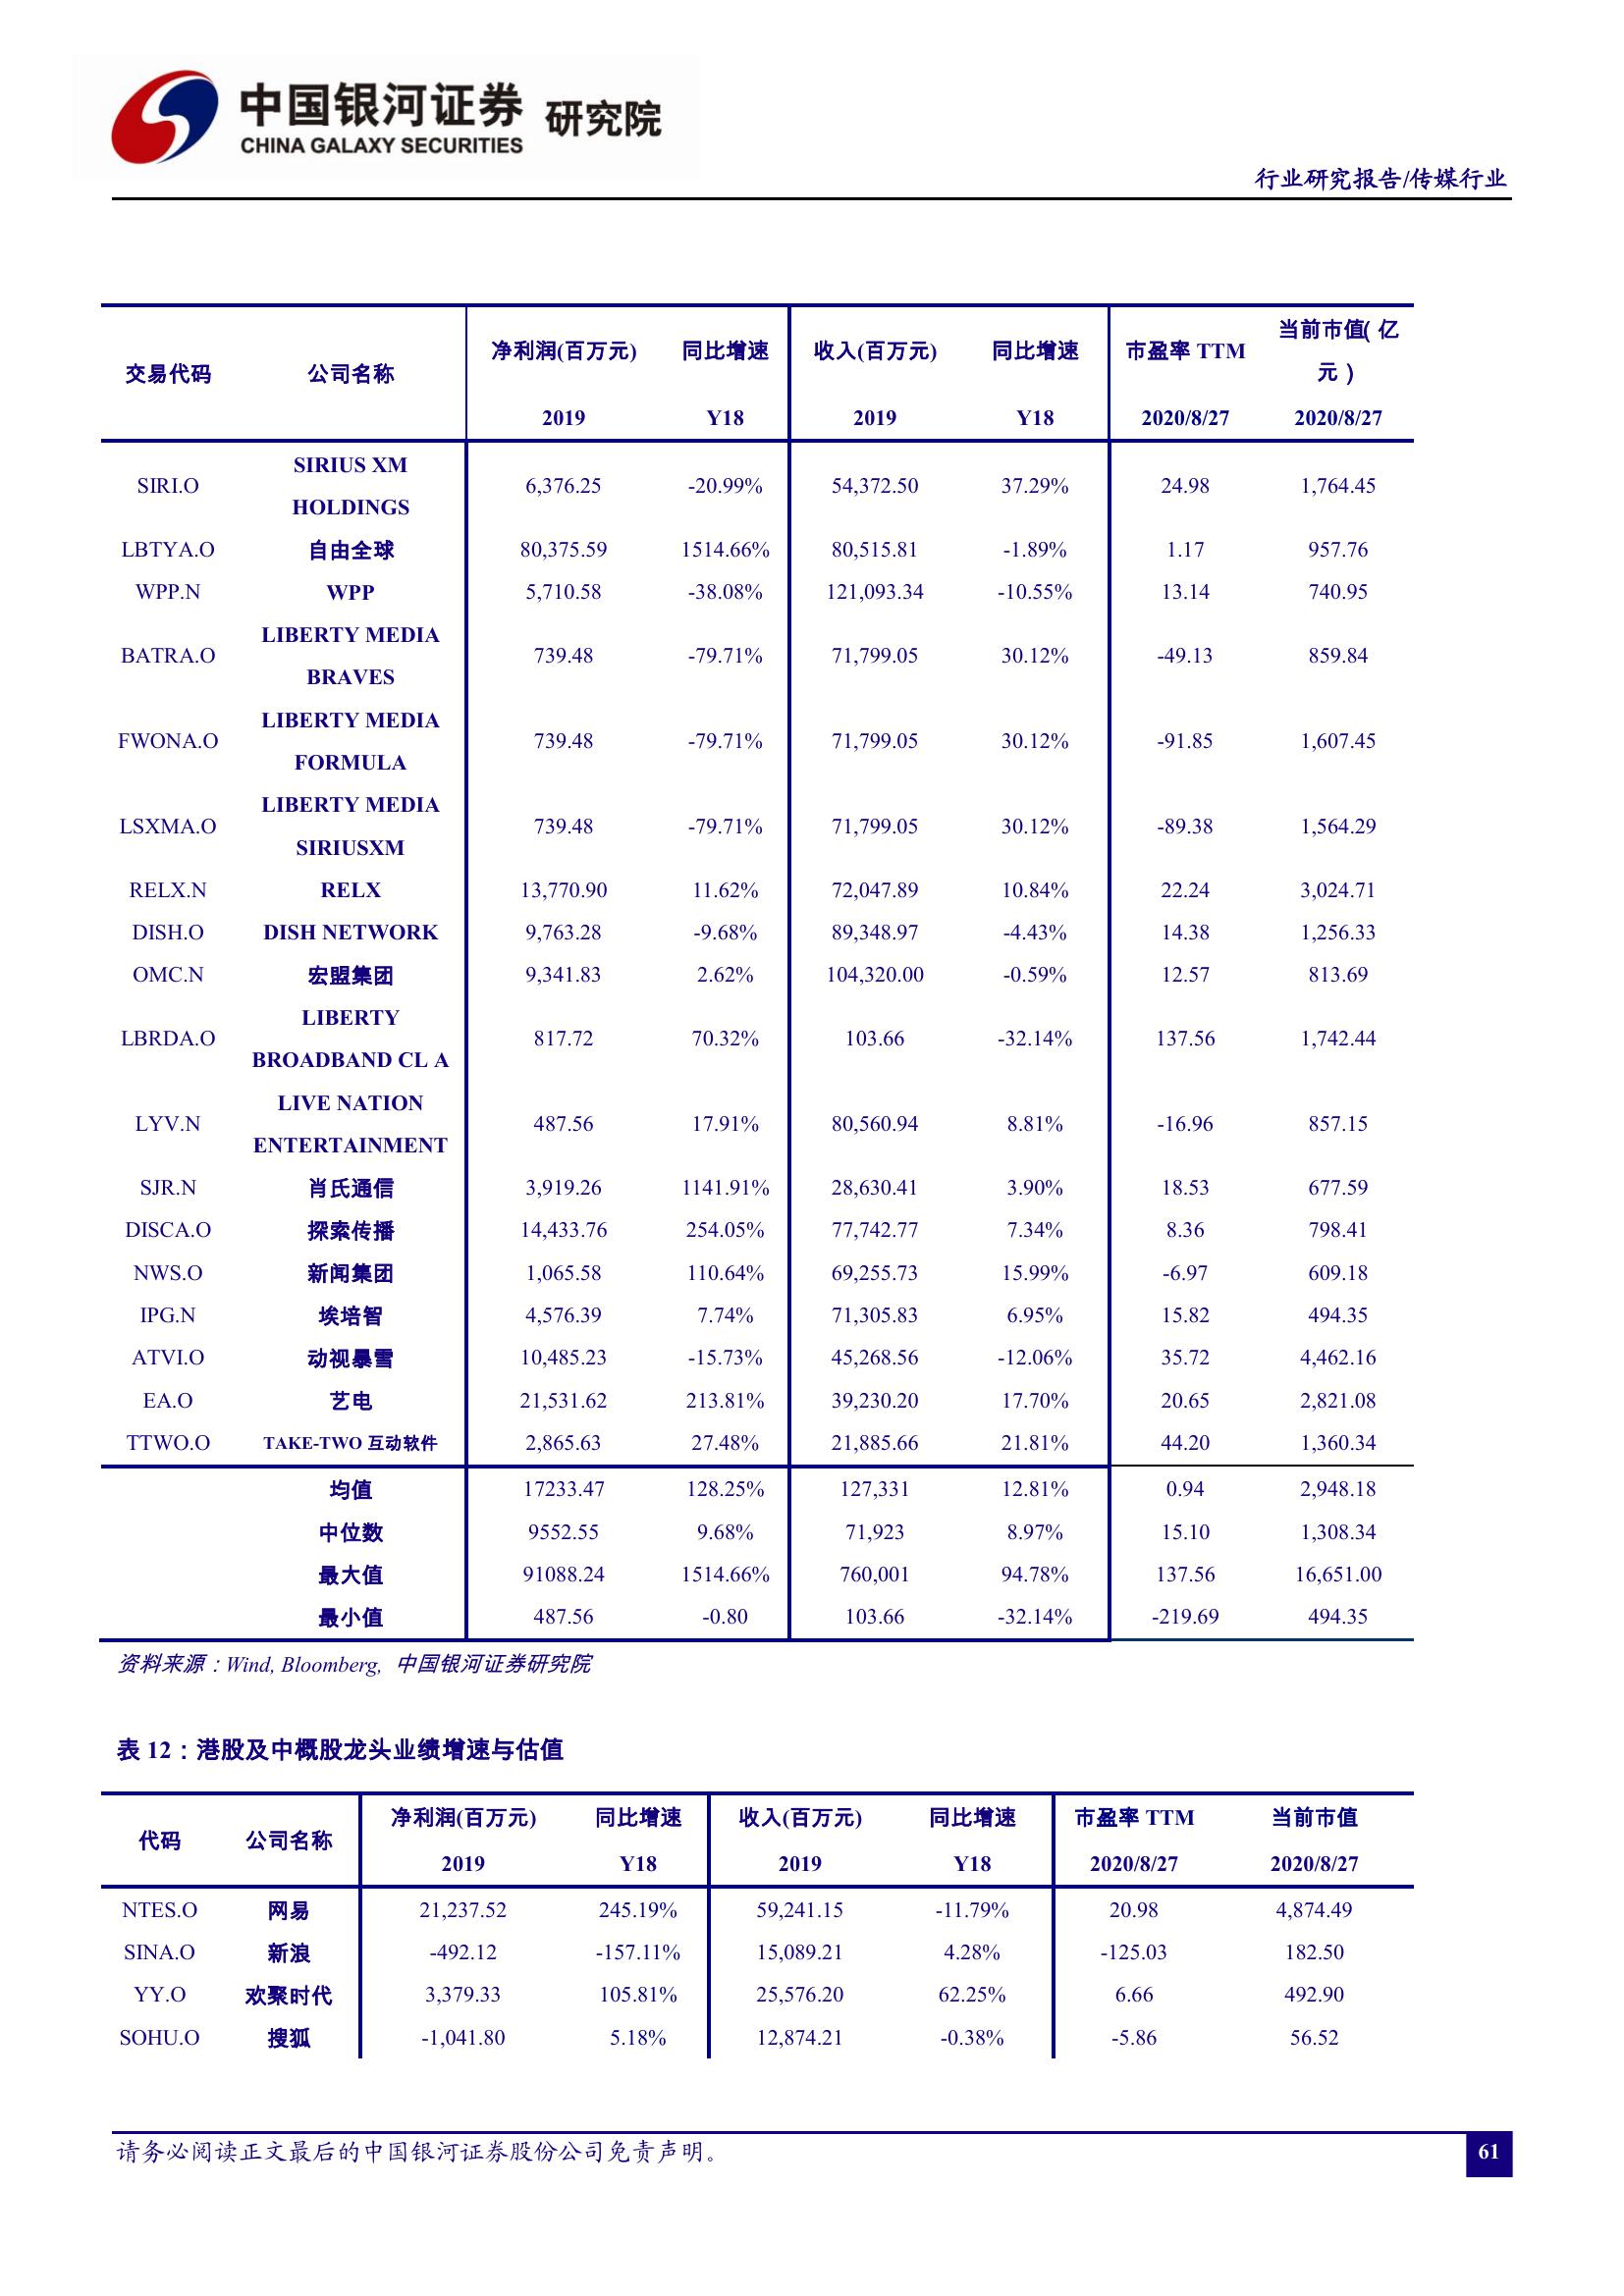 中国银河证券 研究院
CHINA GALAXY SECURITIES
行业研究报告/传媒行业
交易代码 公司名称 净利润(百万元) 同比增速 收入(百万元) 同比增速 市盈率 TTM 当前市值(亿
元)
2019 Y18 2019 Y18 2020/8/27 2020/8/27
SIRI.O SIRIUS XM
HOLDINGS 6,376.25 -20.99% 54,372.50 37.29% 24.98 1,764.45
LBTYA.O 自由全球 80,375.59 1514.66% 80,515.81 -1.89% 1.17 957.76
WPP.N WPP 5,710.58 -38.08% 121,093.34 -10.55% 13.14 740.95
BATRA.O LIBERTY MEDIA
BRAVES 739.48 -79.71% 71,799.05 30.12% -49.13 859.84
FWONA.O LIBERTY MEDIA
FORMULA 739.48 -79.71% 71,799.05 30.12% -91.85 1,607.45
LSXMA.O LIBERTY MEDIA
SIRIUSXM 739.48 -79.71% 71,799.05 30.12% -89.38 1,564.29
RELX.N RELX 13,770.90 11.62% 72,047.89 10.84% 22.24 3,024.71
DISH.O DISH NETWORK 9,763.28 -9.68% 89,348.97 -4.43% 14.38 1,256.33
OMC.N 宏盟集团 9,341.83 2.62% 104,320.00 -0.59% 12.57 813.69
LBRDA.O LIBERTY
BROADBAND CL A 817.72 70.32% 103.66 -32.14% 137.56 1,742.44
LYV.N LIVE NATION
ENTERTAINMENT 487.56 17.91% 80,560.94 8.81% -16.96 857.15
SJR.N 肖氏通信 3,919.26 1141.91% 28,630.41 3.90% 18.53 677.59
DISCA.O 探索传播 14,433.76 254.05% 77,742.77 7.34% 8.36 798.41
NWS.O 新闻集团 1,065.58 110.64% 69,255.73 15.99% -6.97 609.18
IPG.N 埃培智 4,576.39 7.74% 71,305.83 6.95% 15.82 494.35
ATVI.O 动视暴雪 10,485.23 -15.73% 45,268.56 -12.06% 35.72 4,462.16
EA.O 艺电 21,531.62 213.81% 39,230.20 17.70% 20.65 2,821.08
TTWO.O TAKE-TWO 互动软件 2,865.63 27.48% 21,885.66 21.81% 44.20 1,360.34
均值 17233.47 128.25% 127,331 12.81% 0.94 2,948.18
中位数 9552.55 9.68% 71,923 8.97% 15.10 1,308.34
最大值 91088.24 1514.66% 760,001 94.78% 137.56 16,651.00
最小值 487.56 -0.80 103.66 -32.14% -219.69 494.35
资料来源：Wind, Bloomberg, 中国银河证券研究院
表 12：港股及中概股龙头业绩增速与估值
代码 公司名称 净利润(百万元) 同比增速 收入(百万元) 同比增速 市盈率 TTM 当前市值
2019 Y18 2019 Y18 2020/8/27 2020/8/27
NTES.O 网易 21,237.52 245.19% 59,241.15 -11.79% 20.98 4,874.49
SINA.O 新浪 -492.12 -157.11% 15,089.21 4.28% -125.03 182.50
YY.O 欢聚时代 3,379.33 105.81% 25,576.20 62.25% 6.66 492.90
SOHU.O 搜狐 -1,041.80 5.18% 12,874.21 -0.38% -5.86 56.52
请务必阅读正文最后的中国银河证券股份公司免责声明。
61